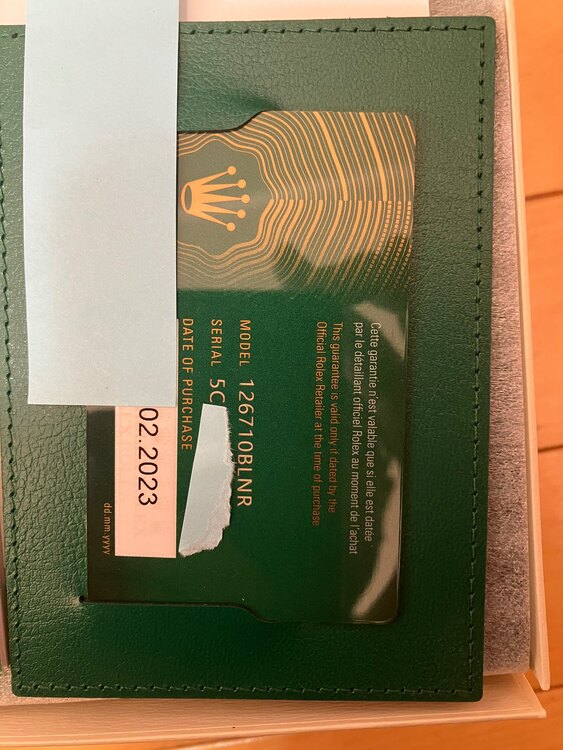 Cette garantie n'est valable que si elle est datée
par le détaillant officiel Rolex au moment de l'achat
This guarantee is valid only if dated by the
Official Rolex Retailer at the time of purchase
MODEL 126710BLNR
SERIAL 5C
DATE OF PURCHASE
02.2023
dd.mm.yyyy